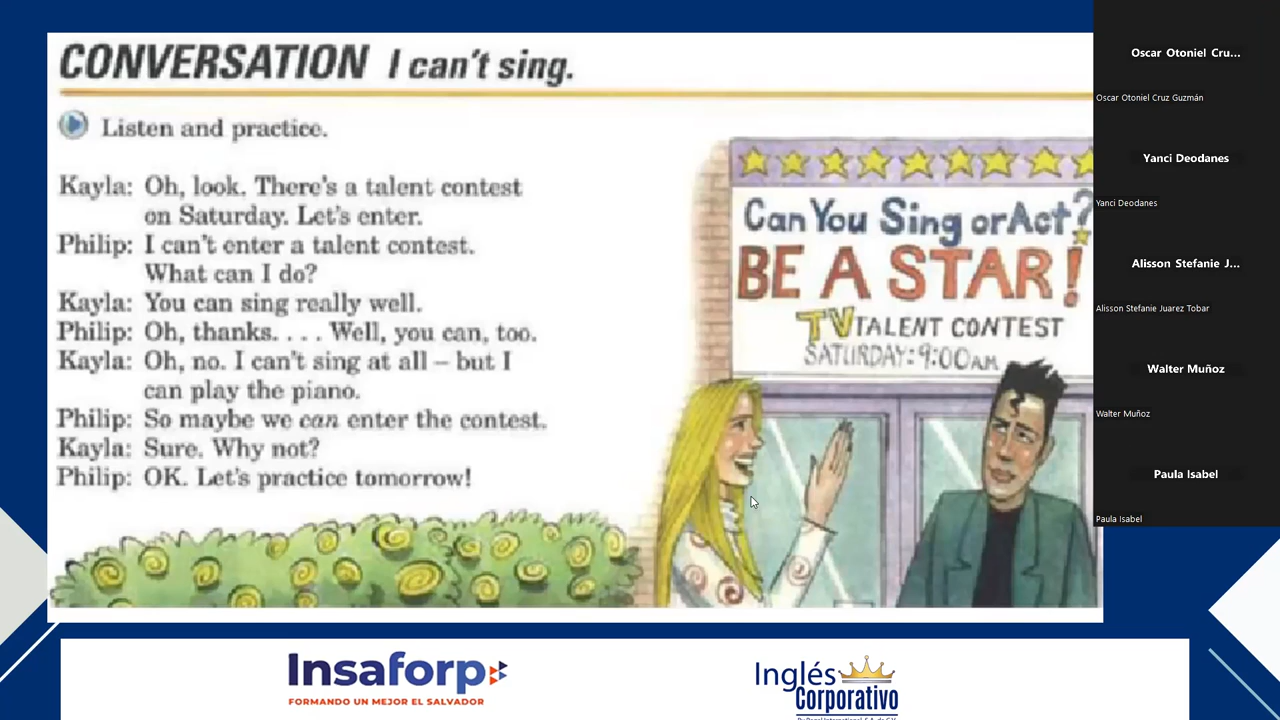 CONVERSATION I can't sing.
Listen and practice.
Kayla: Oh, look. There's a talent contest
on Saturday. Let's enter.
Philip: I can't enter a talent contest.
What can I do?
Kayla: You can sing really well.
Philip: Oh, thanks. . . . Well, you can, too.
Kayla: Oh, no. I can't sing at all – but I
can play the piano.
Philip: So maybe we can enter the contest.
Kayla: Sure. Why not?
Philip: OK. Let's practice tomorrow!
Can You Sing or Act?
BE A STAR!
TV TALENT CONTEST
SATURDAY: 9:00 AM
Oscar Otoniel Cru...
Oscar Otoniel Cruz Guzmán
Yanci Deodanes
Yanci Deodanes
Alisson Stefanie J...
Alisson Stefanie Juarez Tobar
Walter Muñoz
Walter Muñoz
Paula Isabel
Paula Isabel
Insaforp
FORMANDO UN MEJOR EL SALVADOR
Inglés
Corporativo